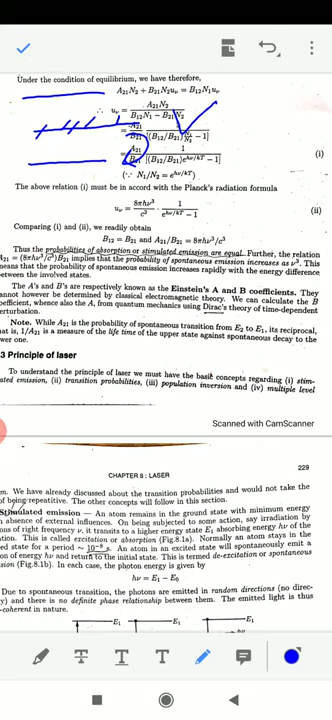 Under the condition of equilibrium, we have therefore,
A₂₁N₂ + B₂₁N₂uᵥ = B₁₂N₁uᵥ
∴ uᵥ = A₂₁N₂ / B₁₂N₁ − B₂₁N₂
= A₂₁/B₂₁ 1/[(B₁₂/B₂₁) N₁/N₂ − 1]
= A₂₁/B₂₁ 1/[(B₁₂/B₂₁)e^{hν/kT} − 1] (i)
(∵ N₁/N₂ = e^{hν/kT})
The above relation (i) must be in accord with the Planck's radiation formula
uᵥ = 8πhν³/c³ · 1/e^{hν/kT} − 1 (ii)
Comparing (i) and (ii), we readily obtain
B₁₂ = B₂₁ and A₂₁/B₂₁ = 8πhν³/c³
Thus the probabilities of absorption or stimulated emission are equal. Further, the relation
A₂₁ = (8πhν³/c³)B₂₁ implies that the probability of spontaneous emission increases as ν³. This
eans that the probability of spontaneous emission increases rapidly with the energy difference
etween the involved states.
The A's and B's are respectively known as the Einstein's A and B coefficients. They
annot however be determined by classical electromagnetic theory. We can calculate the B
oefficient, whence also the A, from quantum mechanics using Dirac's theory of time-dependent
erturbation.
Note. While A₂₁ is the probability of spontaneous transition from E₂ to E₁, its reciprocal,
hat is, 1/A₂₁ is a measure of the life time of the upper state against spontaneous decay to the
wer one.
3 Principle of laser
To understand the principle of laser we must have the basic concepts regarding (i) stim-
ated emission, (ii) transition probabilities, (iii) population inversion and (iv) multiple level
Scanned with CamScanner
CHAPTER 8 : LASER 229
m. We have already discussed about the transition probabilities and would not take the
of being repetitive. The other concepts will follow in this section.
Stimulated emission — An atom remains in the ground state with minimum energy
n absence of external influences. On being subjected to some action, say irradiation by
ons of right frequency ν, it transits to a higher energy state E₁ absorbing energy hν of the
tion. This is called excitation or absorption (Fig.8.1a). Normally an atom stays in the
ed state for a period ~ 10⁻⁸ s. An atom in an excited state will spontaneously emit a
on of energy hν and return to the initial state. This is termed de-excitation or spontaneous
sion (Fig.8.1b). In each case, the photon energy is given by
hν = E₁ − E₀
Due to spontaneous transition, the photons are emitted in random directions (no direc-
y) and there is no definite phase relationship between them. The emitted light is thus
-coherent in nature.
E₁ E₁ E₁